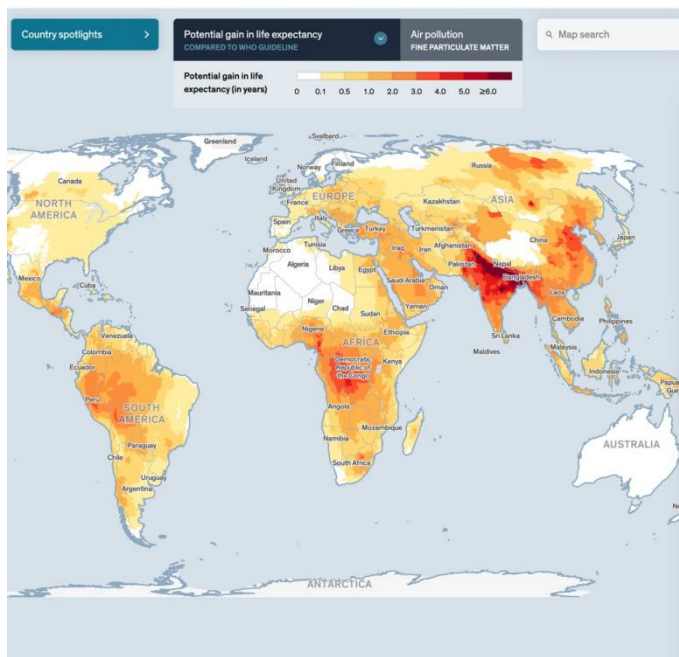 Country spotlights
Potential gain in life expectancy
COMPARED TO WHO GUIDELINE
Air pollution
FINE PARTICULATE MATTER
Map search
Potential gain in life
expectancy (in years)
0 0.1 0.5 1.0 2.0 3.0 4.0 5.0 ≥6.0
Greenland
Svalbard
Iceland
Norway
Finland
Russia
Canada
United
Kingdom
NORTH
AMERICA
EUROPE
ASIA
France
Kazakhstan
Spain
Italy
Greece
Turkey
Turkmenistan
China
Japan
Morocco
Tunisia
Iraq
Iran
Afghanistan
Algeria
Libya
Egypt
Pakistan
Nepal
Mexico
Cuba
Saudi Arabia
Bangladesh
Mauritania
Oman
Laos
Niger
Chad
Sudan
Yemen
Senegal
Philippines
Cambodia
Nigeria
Ethiopia
Venezuela
Sri Lanka
Colombia
AFRICA
Maldives
Malaysia
Ecuador
Democratic
Republic of
the Congo
Kenya
Indonesia
Papua
Peru
SOUTH
AMERICA
Angola
Mozambique
AUSTRALIA
Paraguay
Namibia
Chile
South Africa
Uruguay
Argentina
Ne
ANTARCTICA